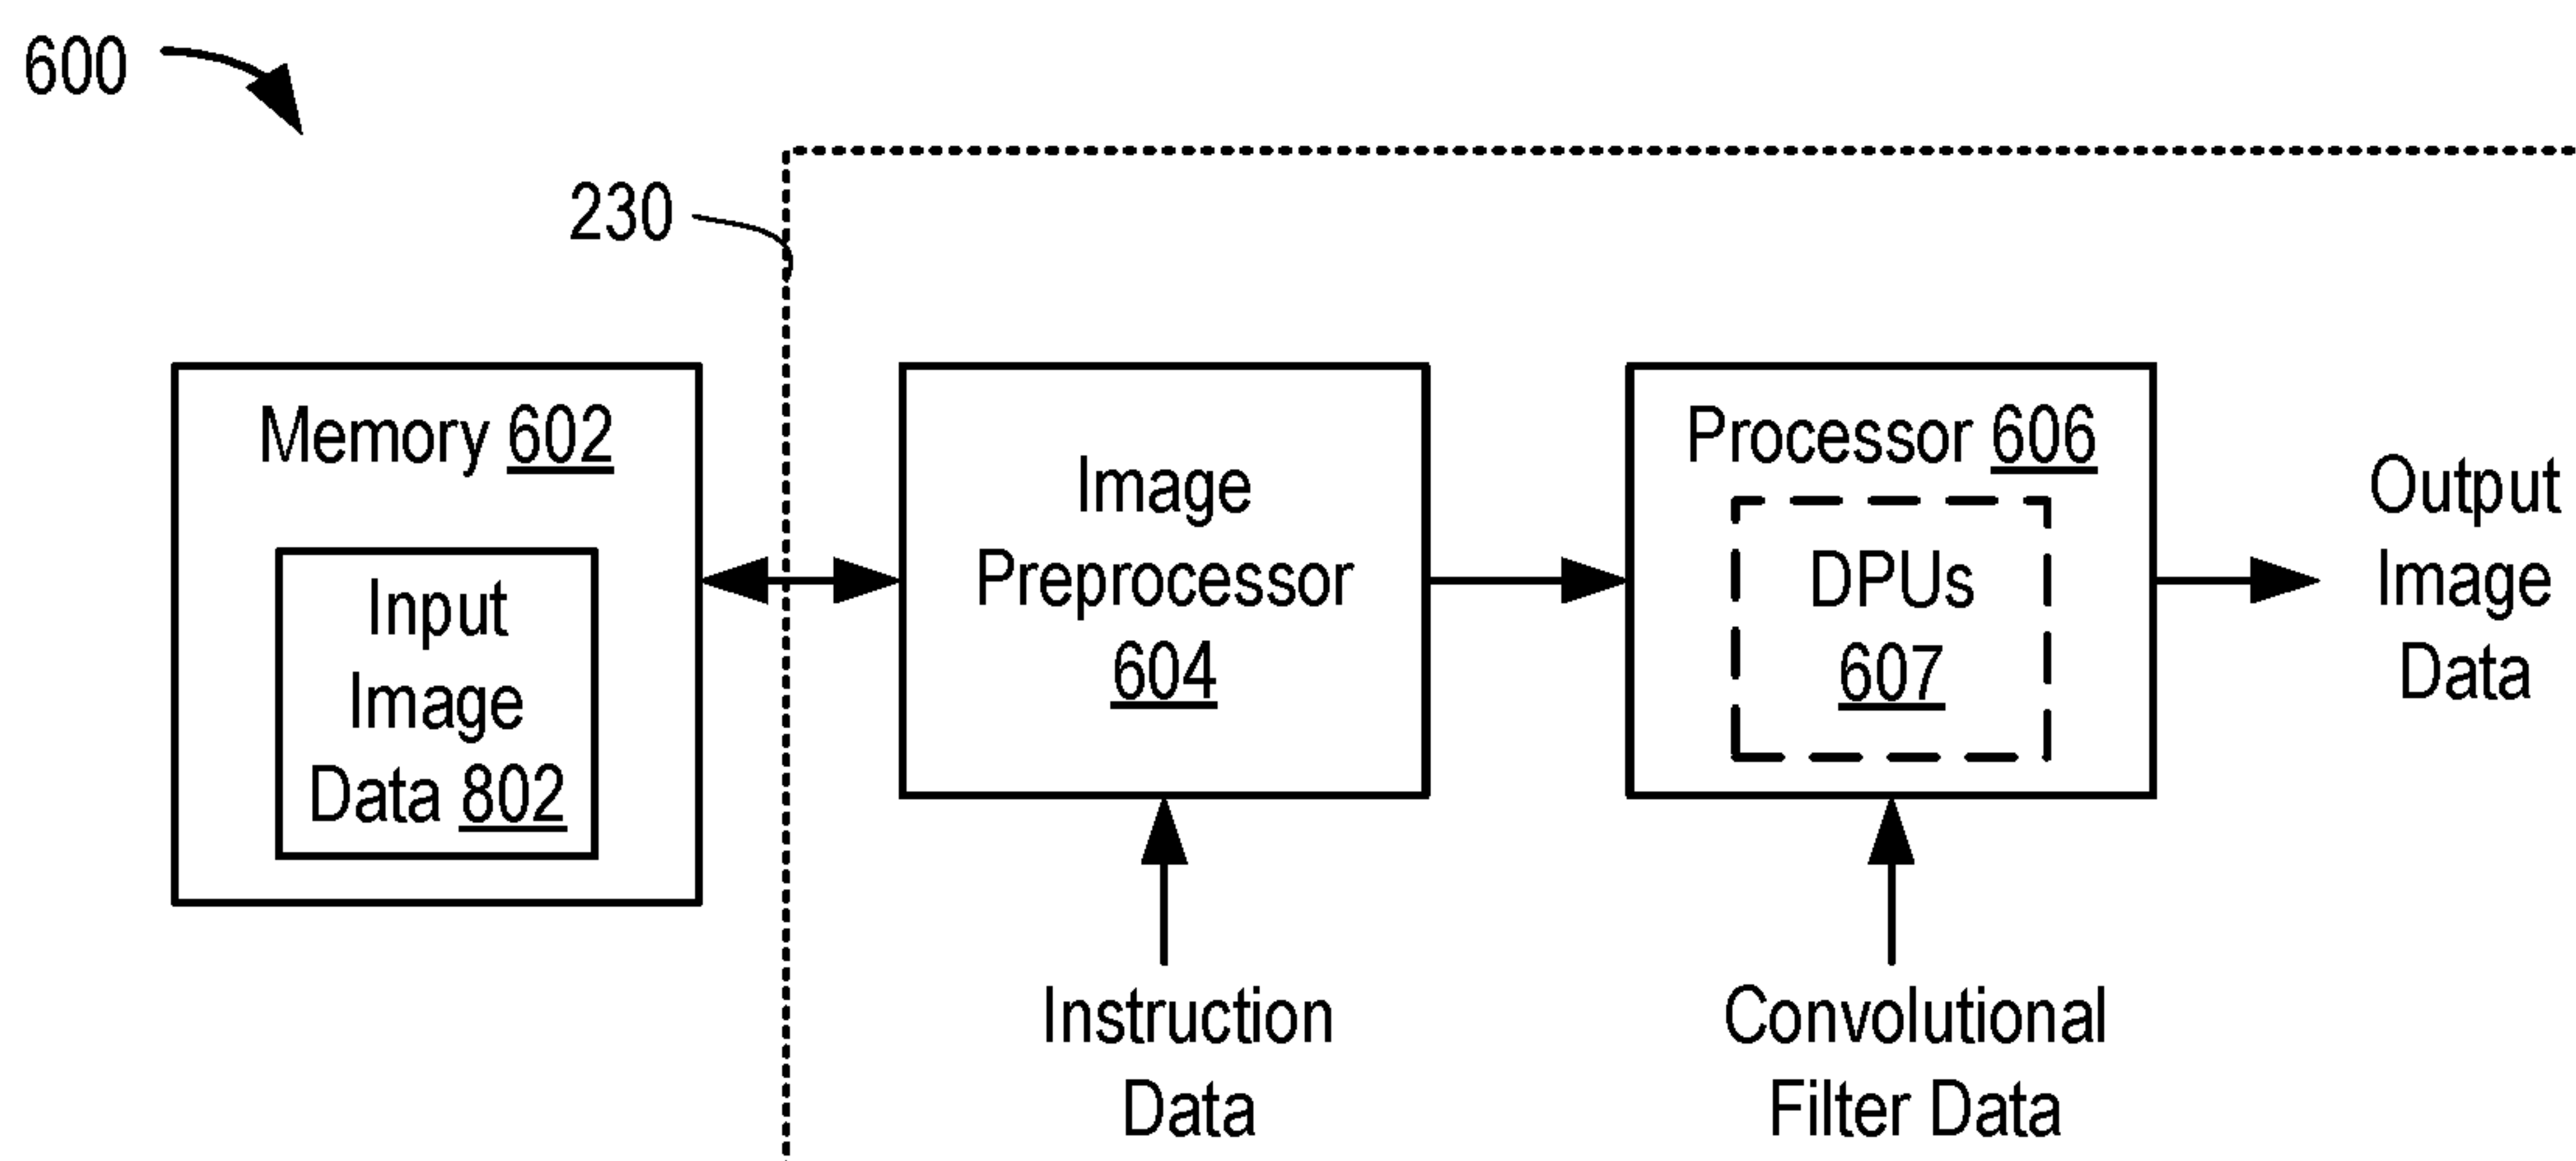 600
230
Memory 602
Input
Image
Data 802
Image
Preprocessor
604
Processor 606
DPUs
607
Output
Image
Data
Instruction
Data
Convolutional
Filter Data